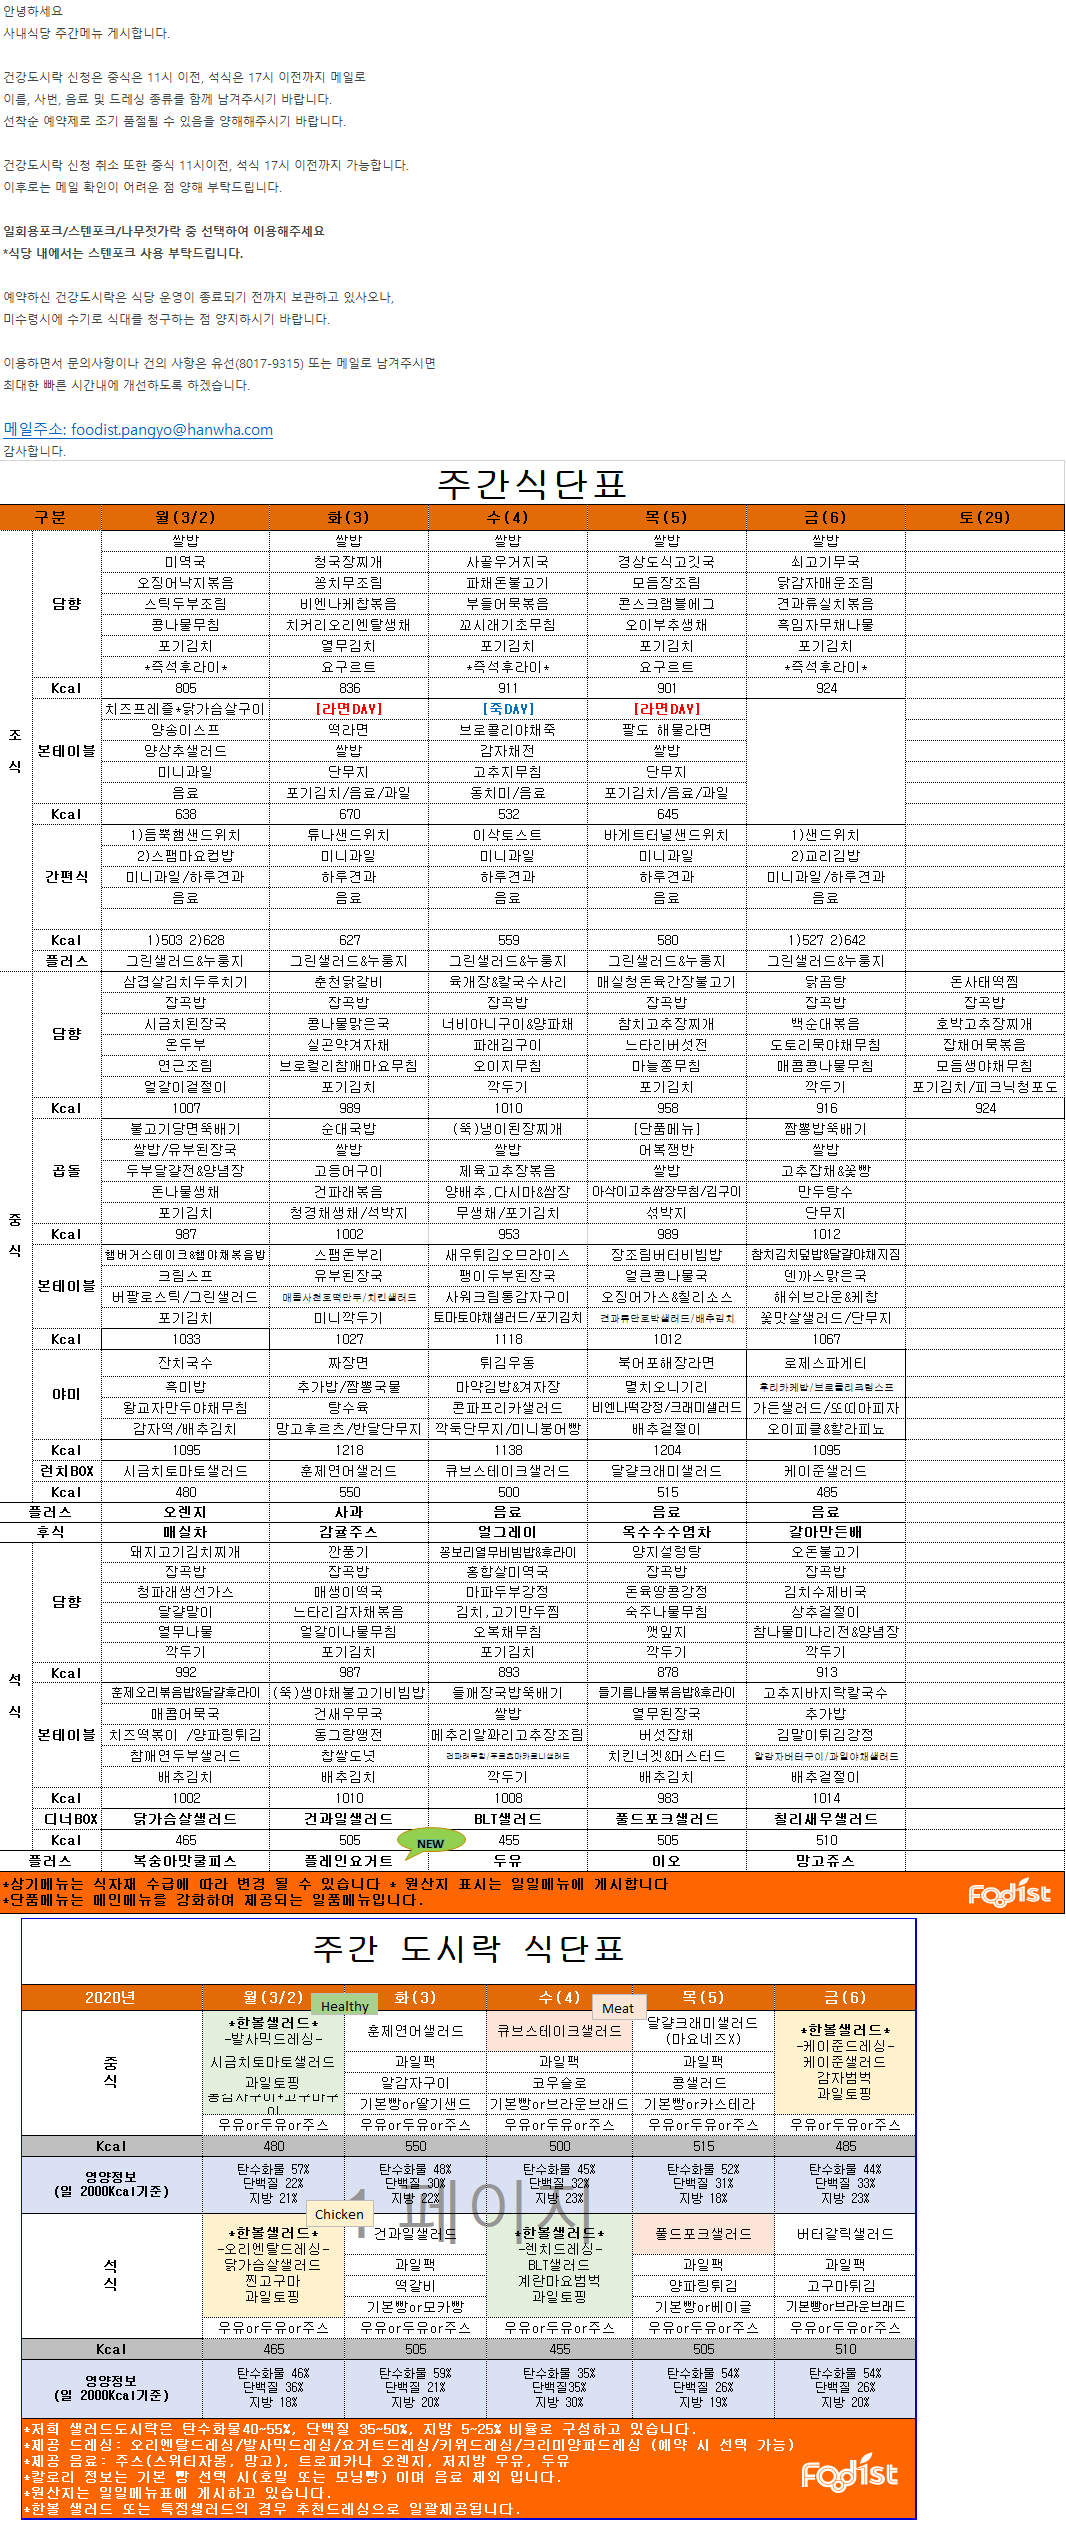 안녕하세요
사내식당 주간메뉴 게시합니다.
건강도시락 신청은 중식은 11시 이전, 석식은 17시 이전까지 메일로
이름, 사번, 음료 및 드레싱 종류를 함께 남겨주시기 바랍니다.
선착순 예약제로 조기 품절될 수 있음을 양해해주시기 바랍니다.
건강도시락 신청 취소 또한 중식 11시이전, 석식 17시 이전까지 가능합니다.
이후로는 메일 확인이 어려운 점 양해 부탁드립니다.
일회용포크/스텐포크/나무젓가락 중 선택하여 이용해주세요
*식당 내에서는 스텐포크 사용 부탁드립니다.
예약하신 건강도시락은 식당 운영이 종료되기 전까지 보관하고 있사오나,
미수령시에 수기로 식대를 청구하는 점 양지하시기 바랍니다.
이용하면서 문의사항이나 건의 사항은 유선(8017-9315) 또는 메일로 남겨주시면
최대한 빠른 시간내에 개선하도록 하겠습니다.
메일주소: foodist.pangyo@hanwha.com
감사합니다.
주간식단표
구분 월(3/2) 화(3) 수(4) 목(5) 금(6) 토(29)
조식
담향
쌀밥 쌀밥 쌀밥 쌀밥 쌀밥
미역국 청국장찌개 사골우거지국 경상도식고깃국 쇠고기무국
오징어낙지볶음 꽁치무조림 파채돈불고기 모듬장조림 닭감자매운조림
스틱두부조림 비엔나케찹볶음 부들어묵볶음 콘스크램블에그 견과류실치볶음
콩나물무침 치커리오리엔탈생채 꼬시래기초무침 오이부추생채 흑임자무채나물
포기김치 열무김치 포기김치 포기김치 포기김치
*즉석후라이* 요구르트 *즉석후라이* 요구르트 *즉석후라이*
Kcal 805 836 911 901 924
본테이블
치즈프레즐*닭가슴살구이 [라면DAY] [죽DAY] [라면DAY]
양송이스프 떡라면 브로콜리야채죽 팔도 해물라면
양상추샐러드 쌀밥 감자채전 쌀밥
미니과일 단무지 고추지무침 단무지
음료 포기김치/음료/과일 동치미/음료 포기김치/음료/과일
Kcal 638 670 532 645
간편식
1)듬뿍햄샌드위치 튜나샌드위치 이삭토스트 바게트터널샌드위치 1)샌드위치
2)스팸마요컵밥 미니과일 미니과일 미니과일 2)교리김밥
미니과일/하루견과 하루견과 하루견과 하루견과 미니과일/하루견과
음료 음료 음료 음료 음료
Kcal 1)503 2)628 627 559 580 1)527 2)642
플러스 그린샐러드&누룽지 그린샐러드&누룽지 그린샐러드&누룽지 그린샐러드&누룽지 그린샐러드&누룽지
중식
담향
삼겹살김치두루치기 춘천닭갈비 육개장&칼국수사리 매실청돈육간장불고기 닭곰탕 돈사태떡찜
잡곡밥 잡곡밥 잡곡밥 잡곡밥 잡곡밥 잡곡밥
시금치된장국 콩나물맑은국 너비아니구이&양파채 참치고추장찌개 백순대볶음 호박고추장찌개
온두부 실곤약겨자채 파래김구이 느타리버섯전 도토리묵야채무침 잡채어묵볶음
연근조림 브로컬리참깨마요무침 오이지무침 마늘쫑무침 매콤콩나물무침 모듬생야채무침
얼갈이겉절이 포기김치 깍두기 포기김치 깍두기 포기김치/피크닉청포도
Kcal 1007 989 1010 958 916 924
곱돌
불고기당면뚝배기 순대국밥 (뚝)냉이된장찌개 [단품메뉴] 짬뽕밥뚝배기
쌀밥/유부된장국 쌀밥 쌀밥 어복쟁반 쌀밥
두부달걀전&양념장 고등어구이 제육고추장볶음 쌀밥 고추잡채&꽃빵
돈나물생채 건파래볶음 양배추,다시마&쌈장 아삭이고추쌈장무침/김구이 만두탕수
포기김치 청경채생채/석박지 무생채/포기김치 섞박지 단무지
Kcal 987 1002 953 989 1012
본테이블
햄버거스테이크&햄야채볶음밥 스팸돈부리 새우튀김오므라이스 장조림버터비빔밥 참치김치덮밥&달걀야채지짐
크림스프 유부된장국 팽이두부된장국 얼큰콩나물국 덴까스맑은국
버팔로스틱/그린샐러드 매콤사천호떡만두/치킨샐러드 사워크림통감자구이 오징어가스&칠리소스 해쉬브라운&케찹
포기김치 미니깍두기 토마토야채샐러드/포기김치 견과류단호박샐러드/배추김치 꽃맛살샐러드/단무지
Kcal 1033 1027 1118 1012 1067
야미
잔치국수 짜장면 튀김우동 북어포해장라면 로제스파게티
흑미밥 추가밥/짬뽕국물 마약김밥&겨자장 멸치오니기리 후리카케밥/브로콜리크림스프
왕교자만두야채무침 탕수육 콘파프리카샐러드 비엔나떡강정/크래미샐러드 가든샐러드/또띠아피자
감자떡/배추김치 망고후르츠/반달단무지 깍둑단무지/미니붕어빵 배추겉절이 오이피클&할라피뇨
Kcal 1095 1218 1138 1204 1095
런치BOX 시금치토마토샐러드 훈제연어샐러드 큐브스테이크샐러드 달걀크래미샐러드 케이준샐러드
Kcal 480 550 500 515 485
플러스 오렌지 사과 음료 음료 음료
후식 매실차 감귤주스 얼그레이 옥수수수염차 갈아만든배
석식
담향
돼지고기김치찌개 깐풍기 꽁보리열무비빔밥&후라이 양지설렁탕 오돈불고기
잡곡밥 잡곡밥 홍합살미역국 잡곡밥 잡곡밥
청파래생선가스 매생이떡국 마파두부강정 돈육땅콩강정 김치수제비국
달걀말이 느타리감자채볶음 김치,고기만두찜 숙주나물무침 상추겉절이
열무나물 얼갈이나물무침 오복채무침 깻잎지 참나물미나리전&양념장
깍두기 포기김치 포기김치 깍두기 깍두기
Kcal 992 987 893 878 913
본테이블
훈제오리볶음밥&달걀후라이 (뚝)생야채불고기비빔밥 들깨장국밥뚝배기 들기름나물볶음밥&후라이 고추지바지락칼국수
매콤어묵국 건새우무국 쌀밥 열무된장국 추가밥
치즈떡볶이 /양파링튀김 동그랑땡전 메추리알꽈리고추장조림 버섯잡채 김말이튀김강정
참깨연두부샐러드 찹쌀도넛 치킨너겟&머스터드 알감자버터구이/과일야채샐러드
배추김치 배추김치 깍두기 배추김치 배추겉절이
Kcal 1002 1010 1008 983 1014
디너BOX 닭가슴살샐러드 건과일샐러드 BLT샐러드 풀드포크샐러드 칠리새우샐러드
Kcal 465 505 NEW 455 505 510
플러스 복숭아맛쿨피스 플레인요거트 두유 이오 망고쥬스
*상기메뉴는 식자재 수급에 따라 변경 될 수 있습니다 * 원산지 표시는 일일메뉴에 게시합니다
*단품메뉴는 메인메뉴를 강화하여 제공되는 일품메뉴입니다.
Foodist
주간 도시락 식단표
2020년 월(3/2) 화(3) 수(4) 목(5) 금(6)
Healthy Meat
중식
*한볼샐러드* 훈제연어샐러드 큐브스테이크샐러드 달걀크래미샐러드 *한볼샐러드*
-발사믹드레싱- (마요네즈X) -케이준드레싱-
시금치토마토샐러드 과일팩 과일팩 과일팩 케이준샐러드
과일토핑 알감자구이 코우슬로 콩샐러드 감자범벅
기본빵or딸기샌드 기본빵or브라운브래드 기본빵or카스테라 과일토핑
우유or두유or주스 우유or두유or주스 우유or두유or주스 우유or두유or주스 우유or두유or주스
Kcal 480 550 500 515 485
영양정보
(일 2000Kcal기준)
탄수화물 57% 탄수화물 48% 탄수화물 45% 탄수화물 52% 탄수화물 44%
단백질 22% 단백질 30% 단백질 32% 단백질 31% 단백질 33%
지방 21% 지방 22% 지방 23% 지방 18% 지방 23%
1 페이지
Chicken
석식
*한볼샐러드* 건과일샐러드 *한볼샐러드* 풀드포크샐러드 버터갈릭샐러드
-오리엔탈드레싱- -렌치드레싱-
닭가슴살샐러드 과일팩 BLT샐러드 과일팩 과일팩
찐고구마 떡갈비 계란마요범벅 양파링튀김 고구마튀김
과일토핑 기본빵or모카빵 과일토핑 기본빵or베이글 기본빵or브라운브래드
우유or두유or주스 우유or두유or주스 우유or두유or주스 우유or두유or주스 우유or두유or주스
Kcal 465 505 455 505 510
영양정보
(일 2000Kcal기준)
탄수화물 46% 탄수화물 59% 탄수화물 35% 탄수화물 54% 탄수화물 54%
단백질 36% 단백질 21% 단백질35% 단백질 26% 단백질 26%
지방 18% 지방 20% 지방 30% 지방 19% 지방 20%
*저희 샐러드도시락은 탄수화물40~55%, 단백질 35~50%, 지방 5~25% 비율로 구성하고 있습니다.
*제공 드레싱: 오리엔탈드레싱/발사믹드레싱/요거트드레싱/키위드레싱/크리미양파드레싱 (예약 시 선택 가능)
*제공 음료: 주스(스위티자몽, 망고), 트로피카나 오렌지, 저지방 우유, 두유
*칼로리 정보는 기본 빵 선택 시(호밀 또는 모닝빵) 이며 음료 제외 입니다.
*원산지는 일일메뉴표에 게시하고 있습니다.
*한볼 샐러드 또는 특정샐러드의 경우 추천드레싱으로 일괄제공됩니다.
Foodist